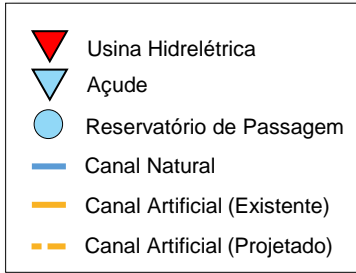 Usina Hidrelétrica
Açude
Reservatório de Passagem
Canal Natural
Canal Artificial (Existente)
Canal Artificial (Projetado)